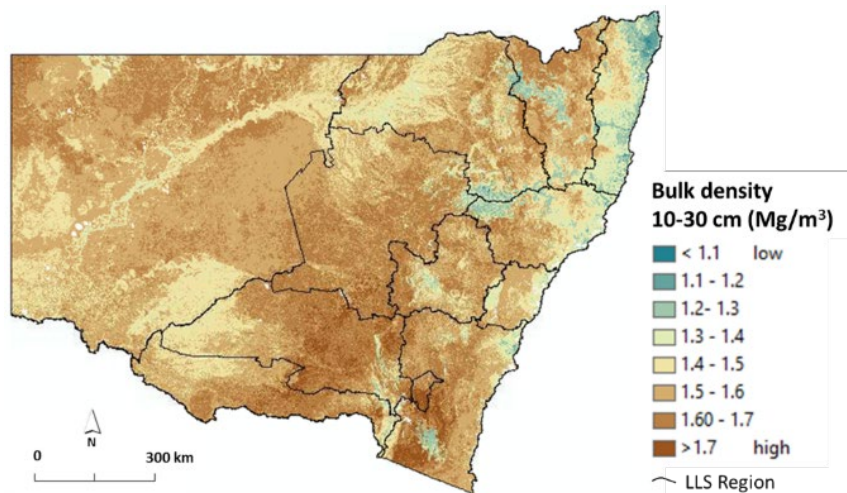 Bulk density
10-30 cm (Mg/m³)
< 1.1 low
1.1 - 1.2
1.2- 1.3
1.3 - 1.4
1.4 - 1.5
1.5 - 1.6
1.60 - 1.7
>1.7 high
LLS Region
N
0 300 km